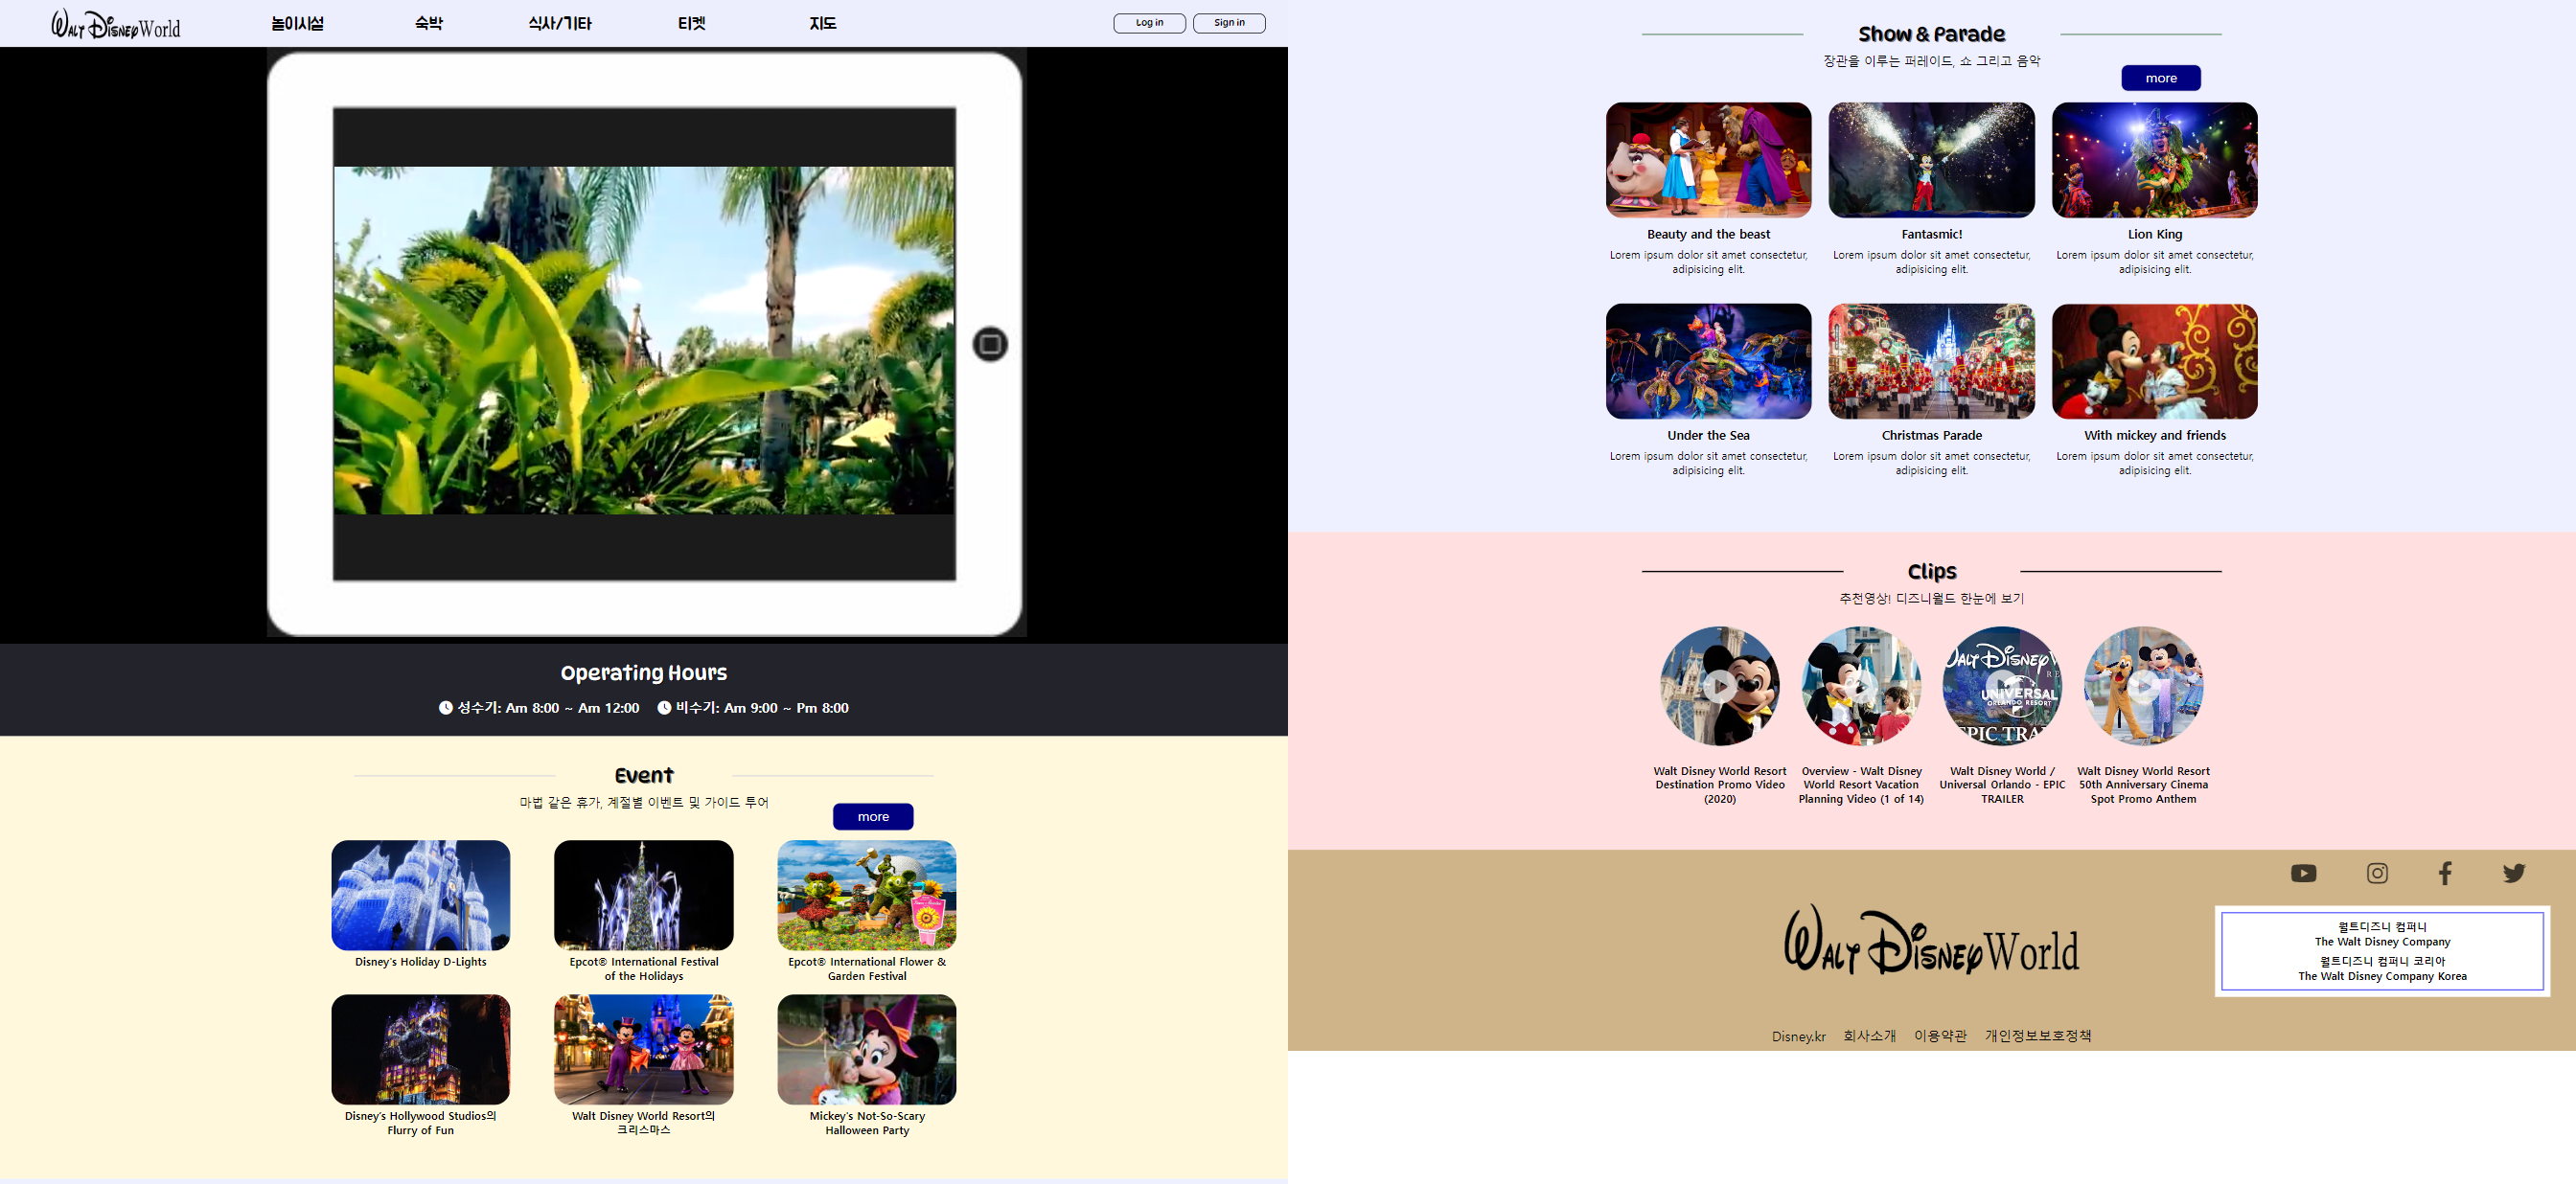 Walt Disney World
놀이시설
숙박
식사/기타
티켓
지도
Log in
Sign in
Operating Hours
성수기: Am 8:00 ~ Am 12:00
비수기: Am 9:00 ~ Pm 8:00
Event
마법 같은 휴가, 계절별 이벤트 및 가이드 투어
more
Disney's Holiday D-Lights
Epcot® International Festival
of the Holidays
Epcot® International Flower &
Garden Festival
Disney's Hollywood Studios의
Flurry of Fun
Walt Disney World Resort의
크리스마스
Mickey's Not-So-Scary
Halloween Party
Show & Parade
장관을 이루는 퍼레이드, 쇼 그리고 음악
more
Beauty and the beast
Lorem ipsum dolor sit amet consectetur,
adipisicing elit.
Fantasmic!
Lorem ipsum dolor sit amet consectetur,
adipisicing elit.
Lion King
Lorem ipsum dolor sit amet consectetur,
adipisicing elit.
Under the Sea
Lorem ipsum dolor sit amet consectetur,
adipisicing elit.
Christmas Parade
Lorem ipsum dolor sit amet consectetur,
adipisicing elit.
With mickey and friends
Lorem ipsum dolor sit amet consectetur,
adipisicing elit.
Clips
추천영상! 디즈니월드 한눈에 보기
Walt Disney W
RE
UNIVERSAL
ORLANDO RESORT
EPIC TRA
Walt Disney World Resort
Destination Promo Video
(2020)
Overview - Walt Disney
World Resort Vacation
Planning Video (1 of 14)
Walt Disney World /
Universal Orlando - EPIC
TRAILER
Walt Disney World Resort
50th Anniversary Cinema
Spot Promo Anthem
Walt Disney World
월트디즈니 컴퍼니
The Walt Disney Company
월트디즈니 컴퍼니 코리아
The Walt Disney Company Korea
Disney.kr
회사소개
이용약관
개인정보보호정책